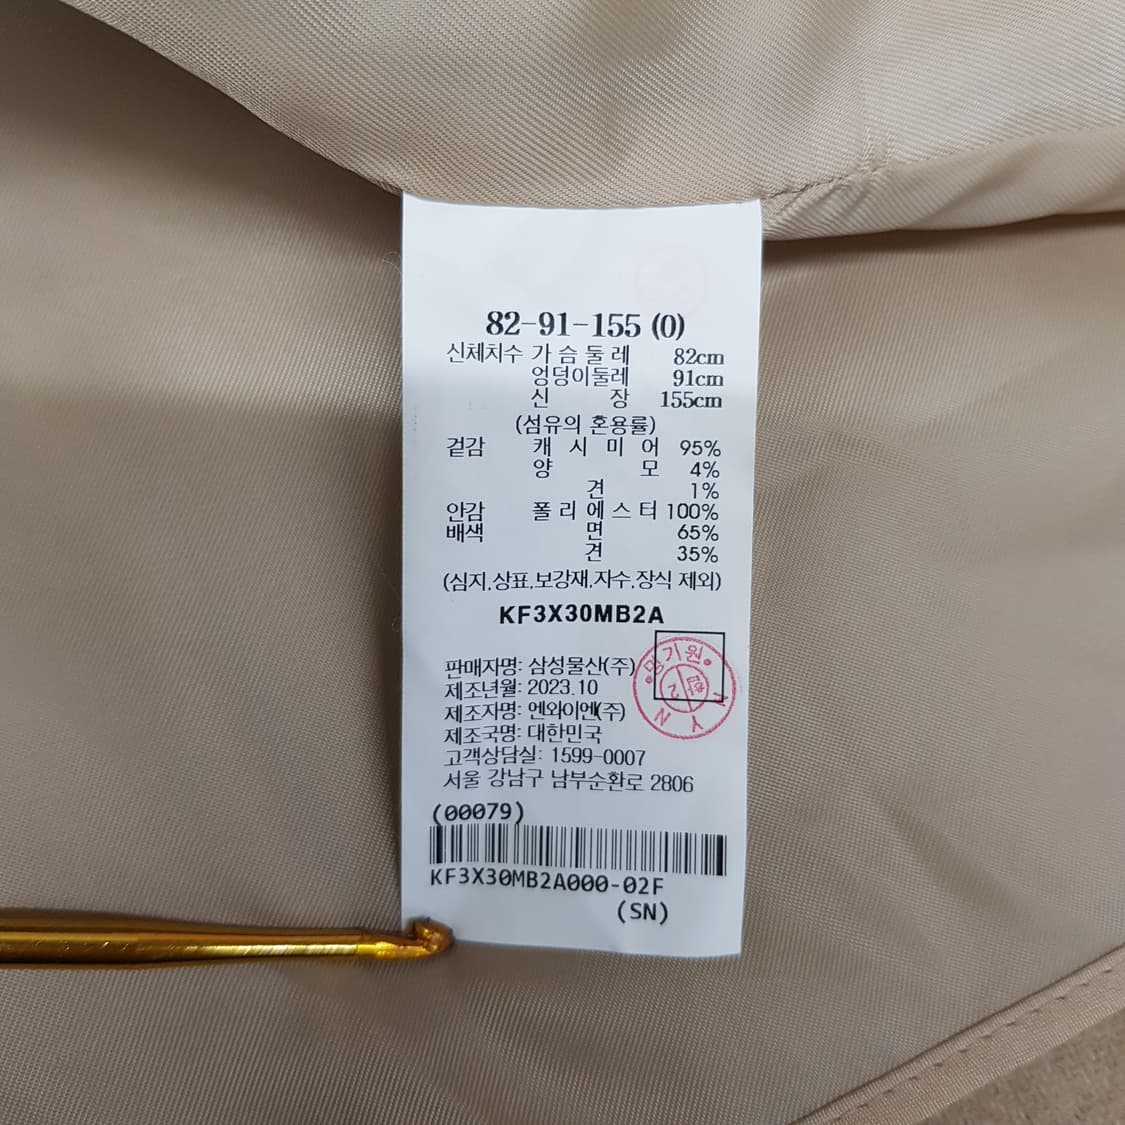 82-91-155 (0)
신체치수 가슴둘레 82cm
엉덩이둘레 91cm
신 장 155cm
(섬유의 혼용률)
겉감 캐시미어 95%
양 모 4%
견 1%
안감 폴리에스터 100%
배색 면 65%
견 35%
(심지,상표,보강재,자수,장식 제외)
KF3X30MB2A
판매자명: 삼성물산(주)
제조년월: 2023.10
제조자명: 엔와이엔(주)
제조국명: 대한민국
고객상담실: 1599-0007
서울 강남구 남부순환로 2806
(00079)
KF3X30MB2A000-02F
(SN)